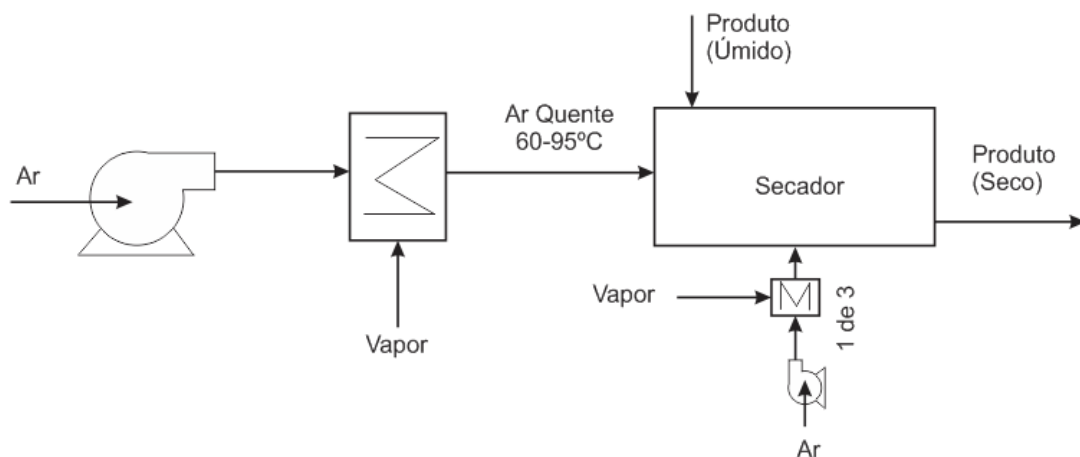 Produto
(Úmido)
Ar Quente
60-95ºC
Ar
Secador
Produto
(Seco)
Vapor
Vapor
1 de 3
Ar